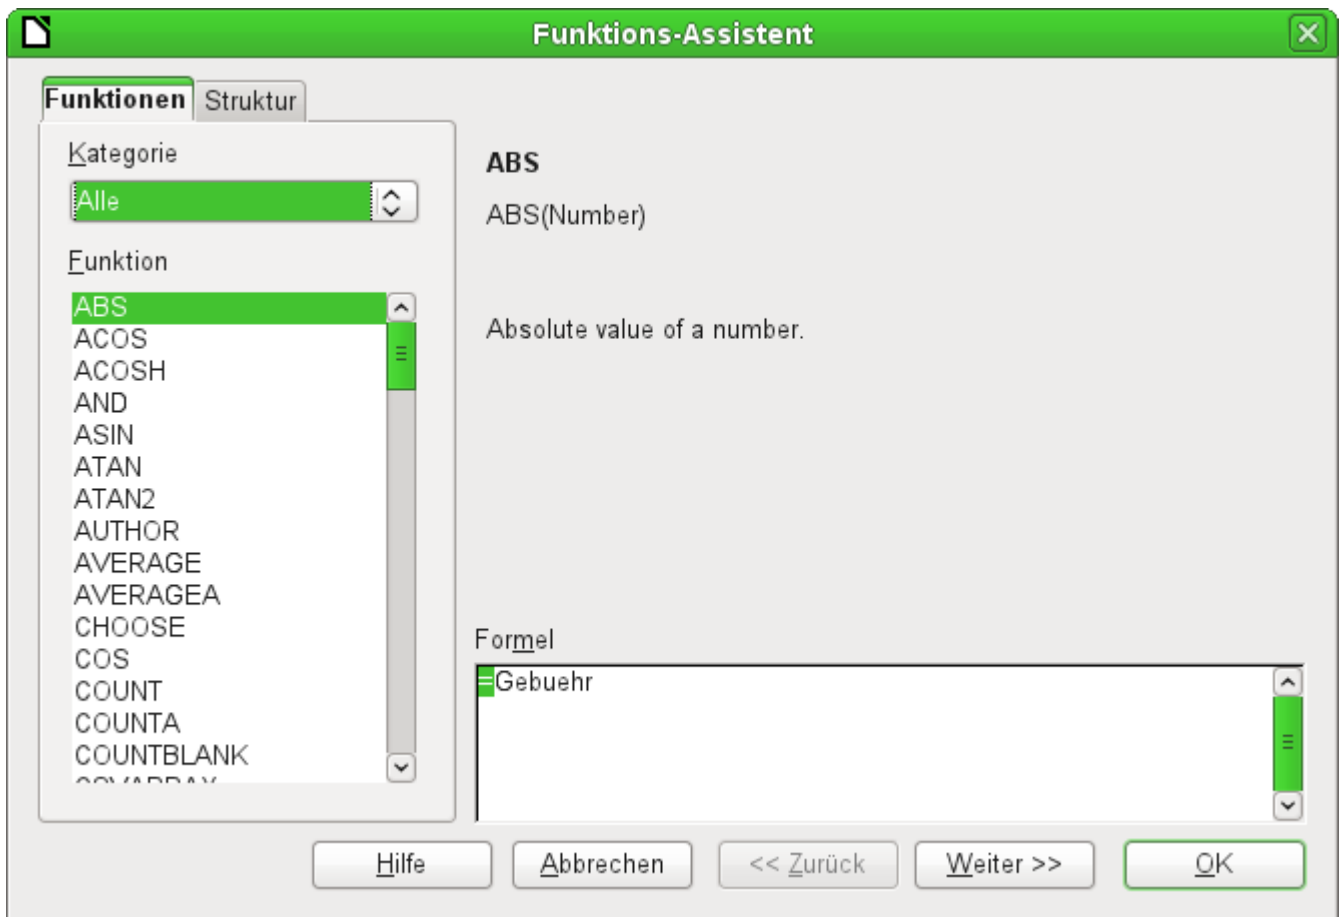 Funktions-Assistent
Funktionen Struktur
Kategorie
Alle
Funktion
ABS
ACOS
ACOSH
AND
ASIN
ATAN
ATAN2
AUTHOR
AVERAGE
AVERAGEA
CHOOSE
COS
COUNT
COUNTA
COUNTBLANK
ABS
ABS(Number)
Absolute value of a number.
Formel
=Gebuehr
Hilfe Abbrechen << Zurück Weiter >> OK